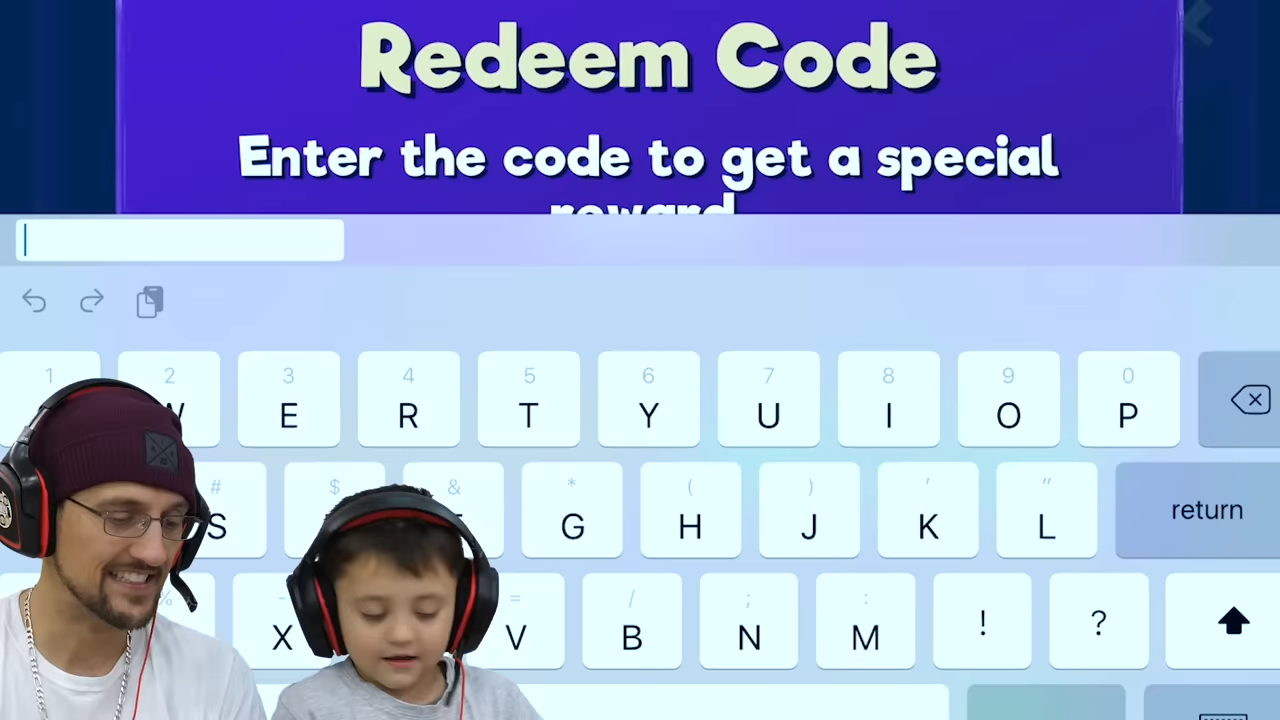 Redeem Code
Enter the code to get a special
reward
1 2 3 4 5 6 7 8 9 0
W E R T Y U I O P
# $ & * ( ) ' "
S G H J K L return
% - = / ; :
X V B N M ! ?